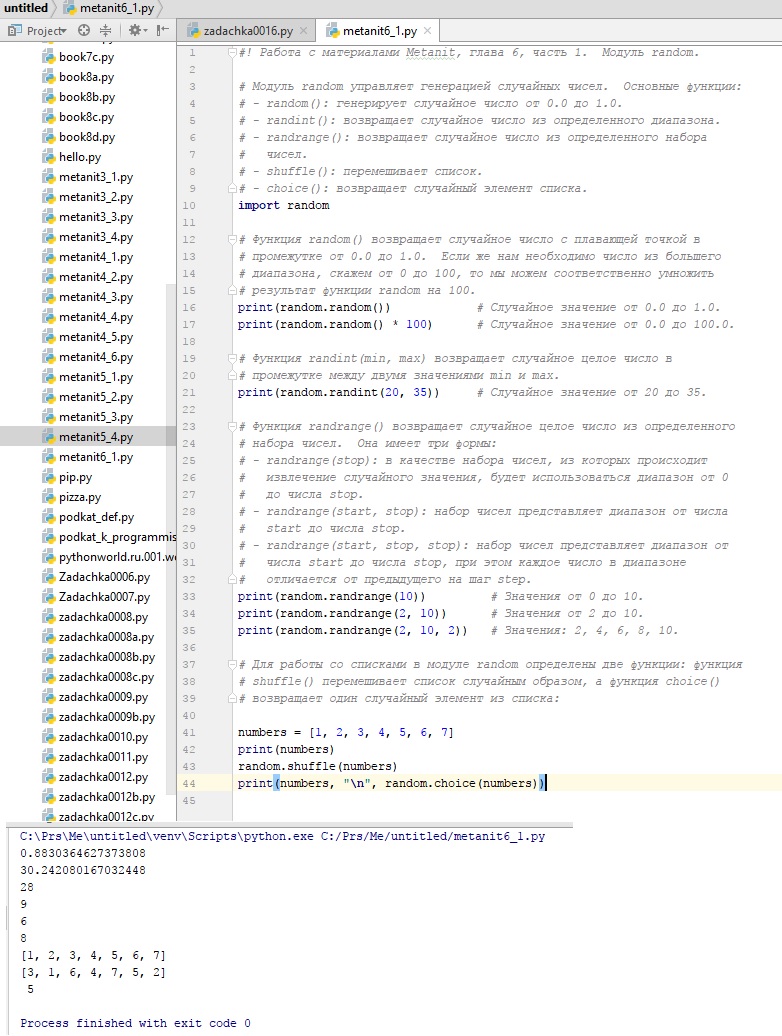 untitled metanit6_1.py
Project zadachka0016.py metanit6_1.py
book7c.py
book8a.py
book8b.py
book8c.py
book8d.py
hello.py
metanit3_1.py
metanit3_2.py
metanit3_3.py
metanit3_4.py
metanit4_1.py
metanit4_2.py
metanit4_3.py
metanit4_4.py
metanit4_5.py
metanit4_6.py
metanit5_1.py
metanit5_2.py
metanit5_3.py
metanit5_4.py
metanit6_1.py
pip.py
pizza.py
podkat_def.py
podkat_k_programmis
pythonworld.ru.001.we
Zadachka0006.py
Zadachka0007.py
zadachka0008.py
zadachka0008a.py
zadachka0008b.py
zadachka0008c.py
zadachka0009.py
zadachka0009b.py
zadachka0010.py
zadachka0011.py
zadachka0012.py
zadachka0012b.py
zadachka0012c.py
1 #! Работа с материалами Metanit, глава 6, часть 1. Модуль random.
2
3 # Модуль random управляет генерацией случайных чисел. Основные функции:
4 # - random(): генерирует случайное число от 0.0 до 1.0.
5 # - randint(): возвращает случайное число из определенного диапазона.
6 # - randrange(): возвращает случайное число из определенного набора
7 # чисел.
8 # - shuffle(): перемешивает список.
9 # - choice(): возвращает случайный элемент списка.
10 import random
11
12 # Функция random() возвращает случайное число с плавающей точкой в
13 # промежутке от 0.0 до 1.0. Если же нам необходимо число из большего
14 # диапазона, скажем от 0 до 100, то мы можем соответственно умножить
15 # результат функции random на 100.
16 print(random.random()) # Случайное значение от 0.0 до 1.0.
17 print(random.random() * 100) # Случайное значение от 0.0 до 100.0.
18
19 # Функция randint(min, max) возвращает случайное целое число в
20 # промежутке между двумя значениями min и max.
21 print(random.randint(20, 35)) # Случайное значение от 20 до 35.
22
23 # Функция randrange() возвращает случайное целое число из определенного
24 # набора чисел. Она имеет три формы:
25 # - randrange(stop): в качестве набора чисел, из которых происходит
26 # извлечение случайного значения, будет использоваться диапазон от 0
27 # до числа stop.
28 # - randrange(start, stop): набор чисел представляет диапазон от числа
29 # start до числа stop.
30 # - randrange(start, stop, stop): набор чисел представляет диапазон от
31 # числа start до числа stop, при этом каждое число в диапазоне
32 # отличается от предыдущего на шаг step.
33 print(random.randrange(10)) # Значения от 0 до 10.
34 print(random.randrange(2, 10)) # Значения от 2 до 10.
35 print(random.randrange(2, 10, 2)) # Значения: 2, 4, 6, 8, 10.
36
37 # Для работы со списками в модуле random определены две функции: функция
38 # shuffle() перемешивает список случайным образом, а функция choice()
39 # возвращает один случайный элемент из списка:
40
41 numbers = [1, 2, 3, 4, 5, 6, 7]
42 print(numbers)
43 random.shuffle(numbers)
44 print(numbers, "\n", random.choice(numbers))
45
C:\Prs\Me\untitled\venv\Scripts\python.exe C:/Prs/Me/untitled/metanit6_1.py
0.8830364627373808
30.242080167032448
28
9
6
8
[1, 2, 3, 4, 5, 6, 7]
[3, 1, 6, 4, 7, 5, 2]
5
Process finished with exit code 0